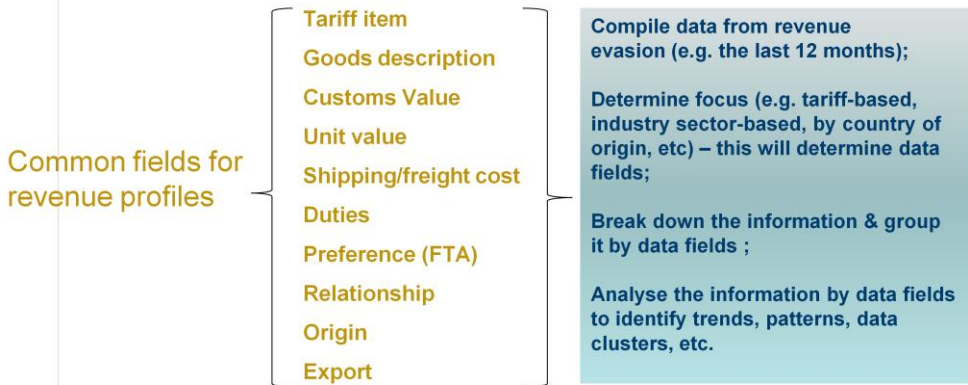 Common fields for
revenue profiles
Tariff item
Goods description
Customs Value
Unit value
Shipping/freight cost
Duties
Preference (FTA)
Relationship
Origin
Export
Compile data from revenue
evasion (e.g. the last 12 months);
Determine focus (e.g. tariff-based,
industry sector-based, by country of
origin, etc) – this will determine data
fields;
Break down the information & group
it by data fields ;
Analyse the information by data fields
to identify trends, patterns, data
clusters, etc.